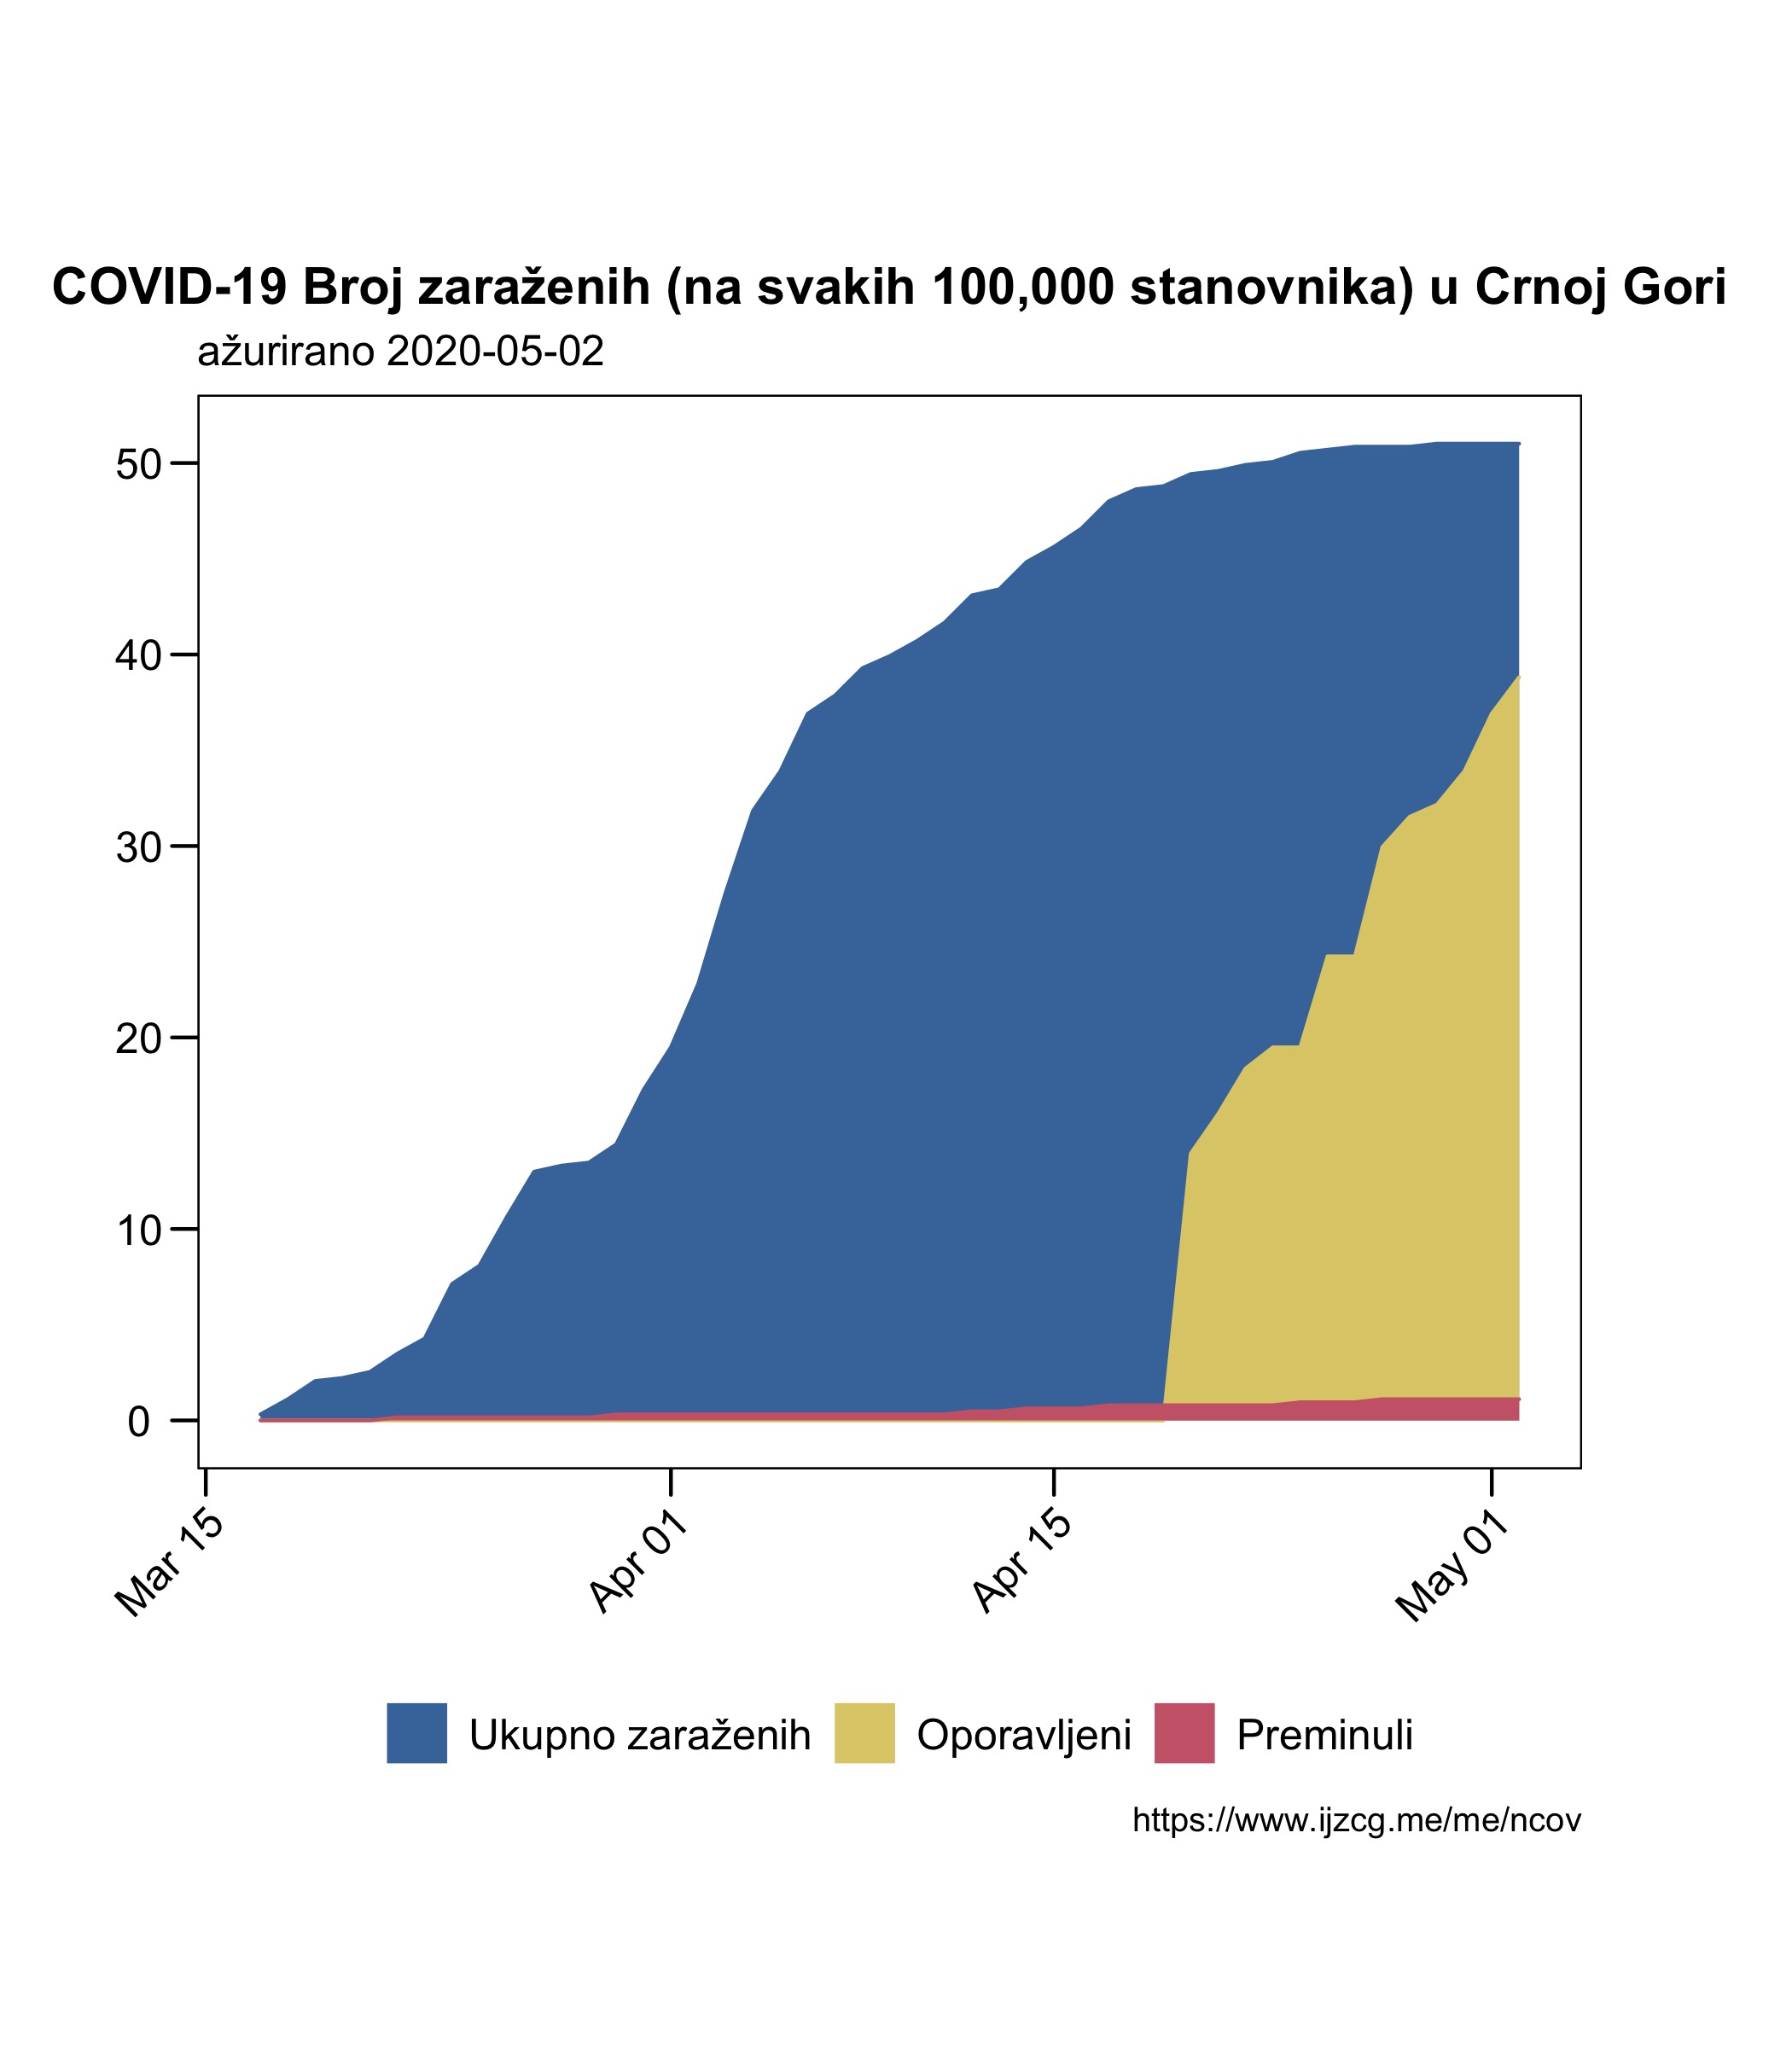 COVID-19 Broj zaraženih (na svakih 100,000 stanovnika) u Crnoj Gori
ažurirano 2020-05-02
50
40
30
20
10
0
Mar 15
Apr 01
Apr 15
May 01
Ukupno zaraženih
Oporavljeni
Preminuli
https://www.ijzcg.me/me/ncov